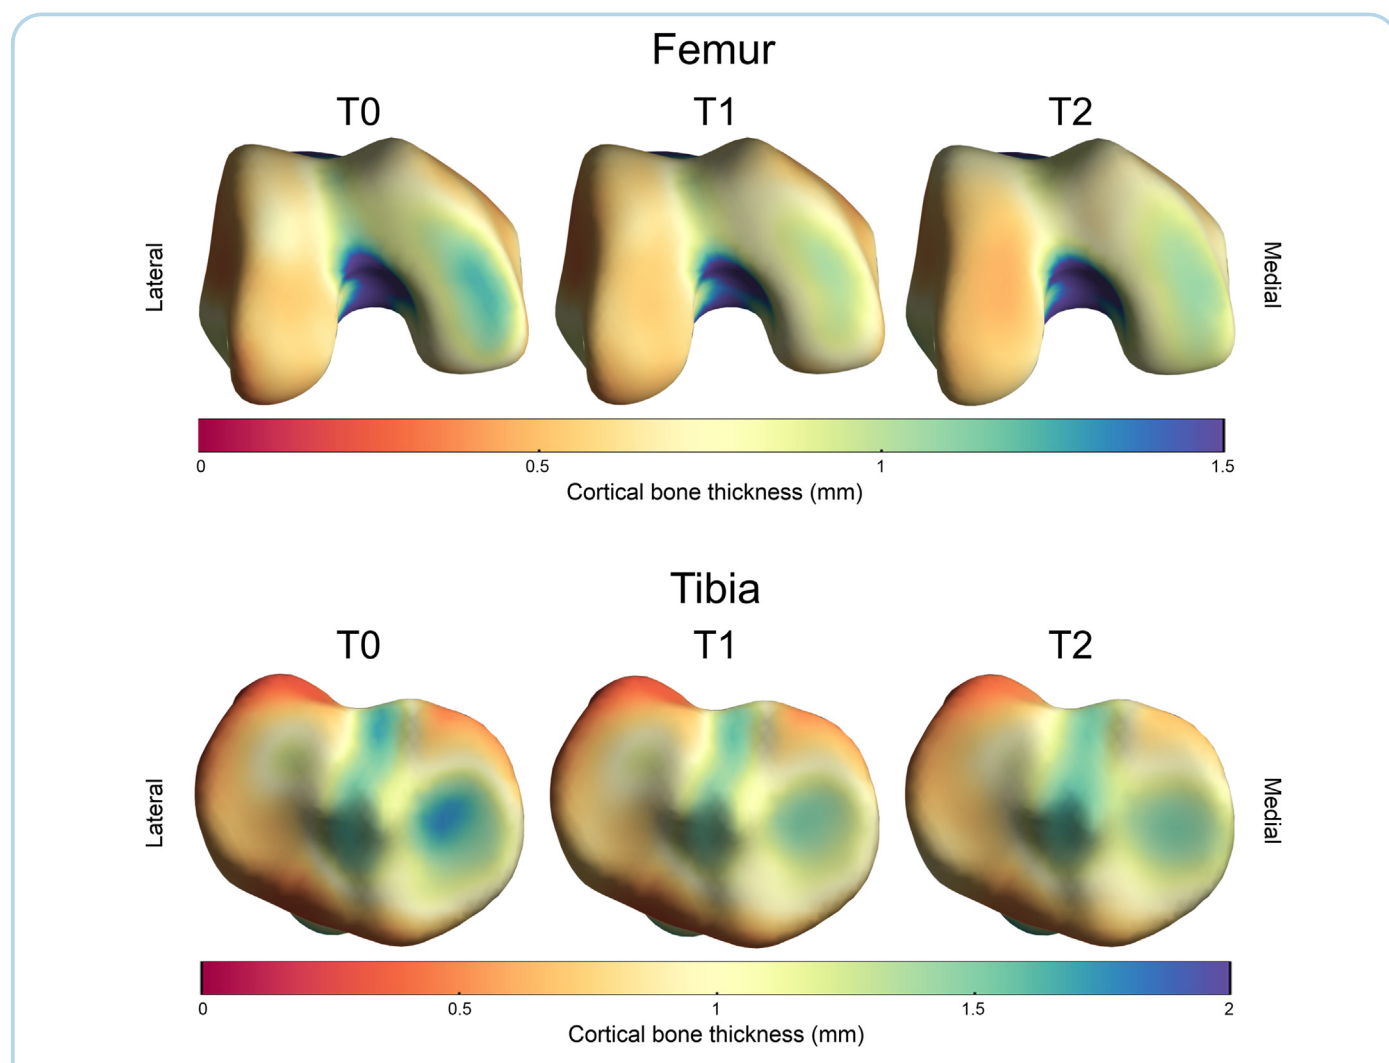 Femur
T0 T1 T2
Lateral
Medial
0 0.5 1 1.5
Cortical bone thickness (mm)
Tibia
T0 T1 T2
Lateral
Medial
0 0.5 1 1.5 2
Cortical bone thickness (mm)